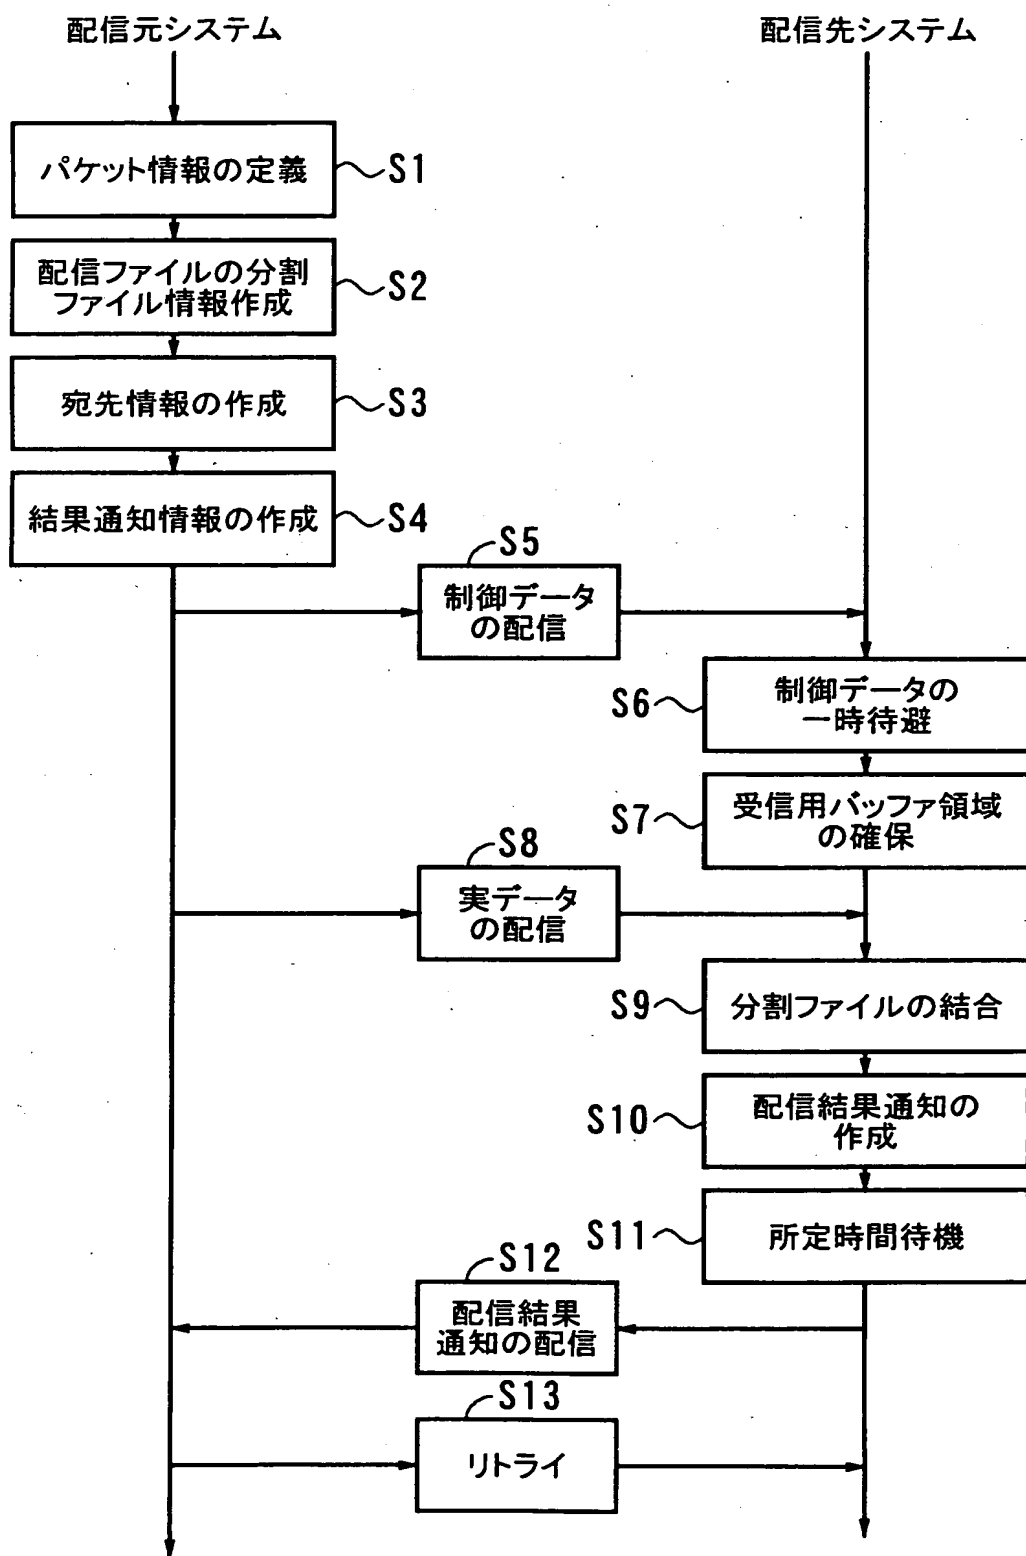 配信元システム
配信先システム
パケット情報の定義
S1
配信ファイルの分割
ファイル情報作成
S2
宛先情報の作成
S3
結果通知情報の作成
S4
S5
制御データ
の配信
S6
制御データの
一時待避
S7
受信用バッファ領域
の確保
S8
実データ
の配信
S9
分割ファイルの結合
S10
配信結果通知の
作成
S11
所定時間待機
S12
配信結果
通知の配信
S13
リトライ